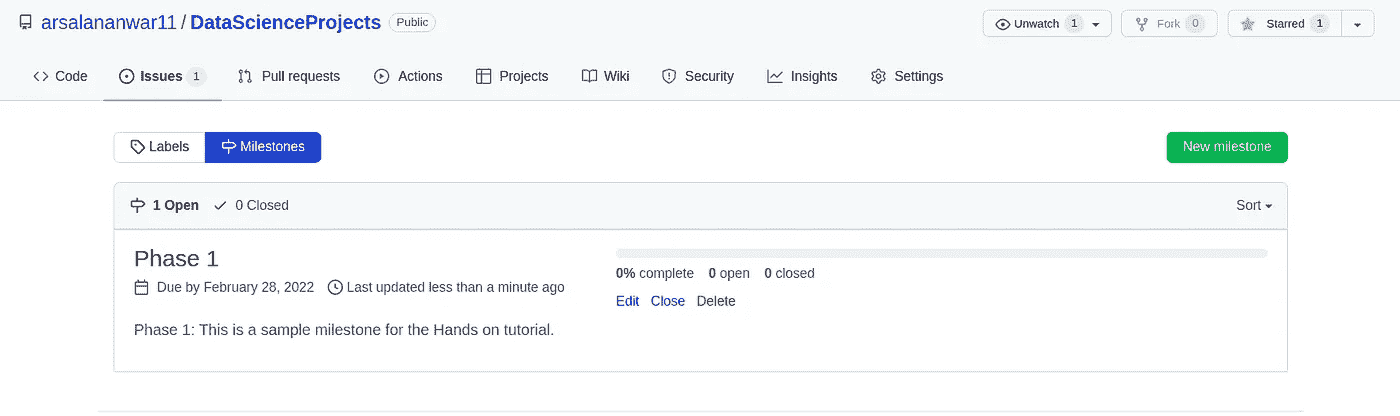 arsalananwar11 / DataScienceProjects Public Unwatch 1 Fork 0 Starred 1
Code Issues 1 Pull requests Actions Projects Wiki Security Insights Settings
Labels Milestones New milestone
1 Open 0 Closed Sort
Phase 1
0% complete 0 open 0 closed
Due by February 28, 2022 Last updated less than a minute ago
Edit Close Delete
Phase 1: This is a sample milestone for the Hands on tutorial.